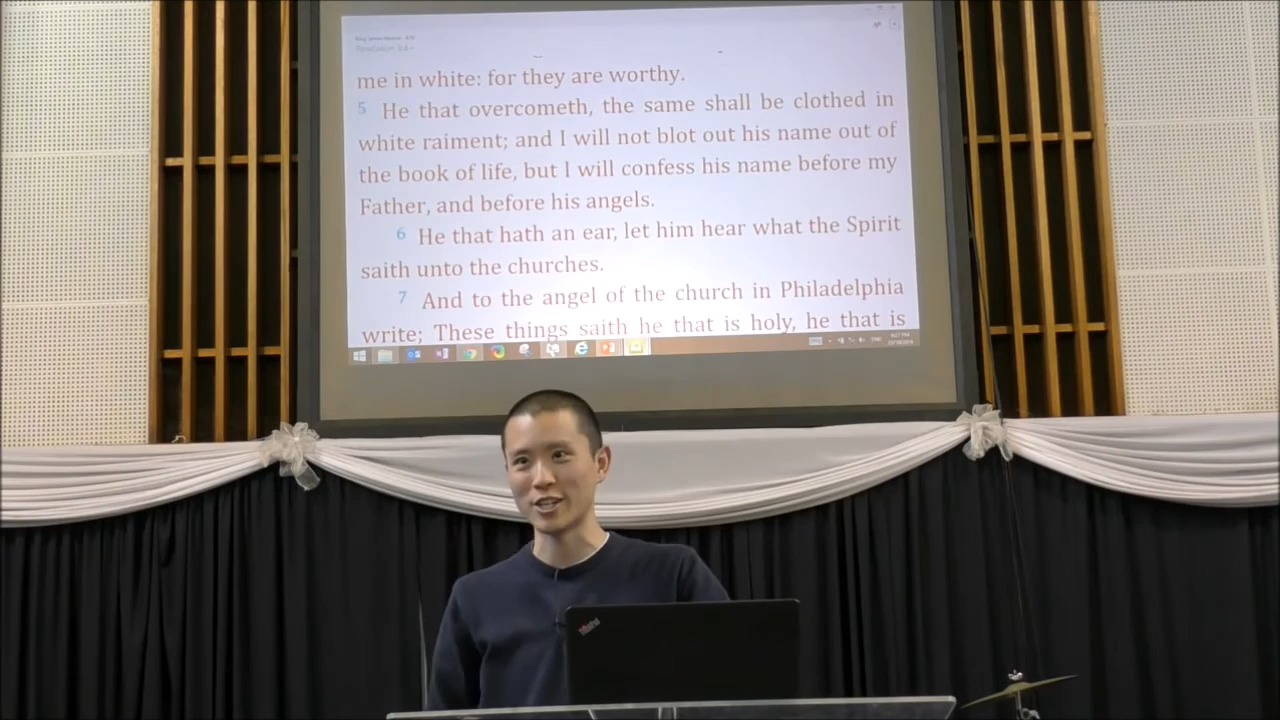 me in white: for they are worthy.
5 He that overcometh, the same shall be clothed in
white raiment; and I will not blot out his name out of
the book of life, but I will confess his name before my
Father, and before his angels.
6 He that hath an ear, let him hear what the Spirit
saith unto the churches.
7 And to the angel of the church in Philadelphia
write; These things saith he that is holy, he that is
ThinkPad